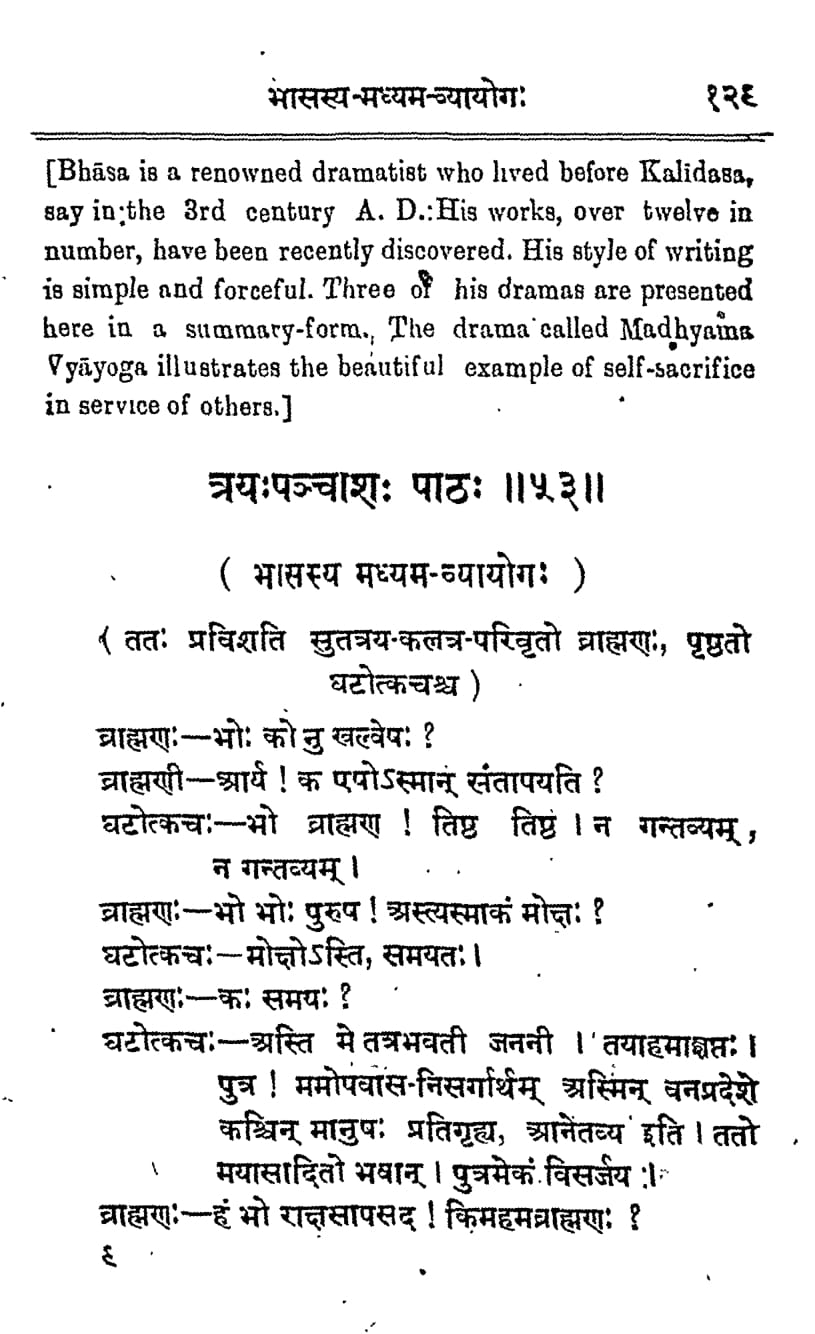 भासस्य-मध्यम-व्यायोगः १२९
[Bhāsa is a renowned dramatist who lived before Kalidasa,
say in the 3rd century A. D.: His works, over twelve in
number, have been recently discovered. His style of writing
is simple and forceful. Three of his dramas are presented
here in a summary-form. The drama called Madhyama
Vyāyoga illustrates the beautiful example of self-sacrifice
in service of others.]
त्रयःपञ्चाशः पाठः ॥५३॥
( भासस्य मध्यम-व्यायोगः )
( ततः प्रविशति सुतत्रय-कलत्र-परिवृतो ब्राह्मणः, पृष्ठतो
घटोत्कचश्च )
ब्राह्मणः—भोः को नु खल्वेषः ?
ब्राह्मणी—आर्य ! क एषोऽस्मान् संतापयति ?
घटोत्कचः—भो ब्राह्मण ! तिष्ठ तिष्ठ । न गन्तव्यम्,
न गन्तव्यम् ।
ब्राह्मणः—भो भोः पुरुष ! अस्त्यस्माकं मोक्षः ?
घटोत्कचः—मोक्षोऽस्ति, समयतः ।
ब्राह्मणः—कः समयः ?
घटोत्कचः—अस्ति मे तत्रभवती जननी । तयाहमाज्ञप्तः ।
पुत्र ! ममोपवास-निसर्गार्थम् अस्मिन् वनप्रदेशे
कश्चिन् मानुषः प्रतिगृह्य, आनेतव्य इति । ततो
मयासादितो भवान् । पुत्रमेकं विसर्जय ।
ब्राह्मणः—हं भो राक्षसापसद ! किमहमब्राह्मणः ?
९